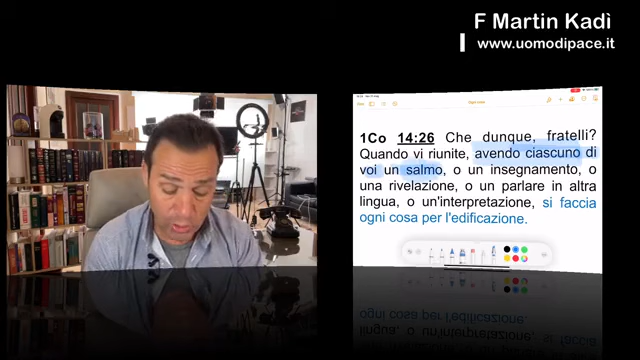 F Martin Kadì
www.uomodipace.it
1Co 14:26 Che dunque, fratelli?
Quando vi riunite, avendo ciascuno di
voi un salmo, o un insegnamento, o
una rivelazione, o un parlare in altra
lingua, o un'interpretazione, si faccia
ogni cosa per l'edificazione.